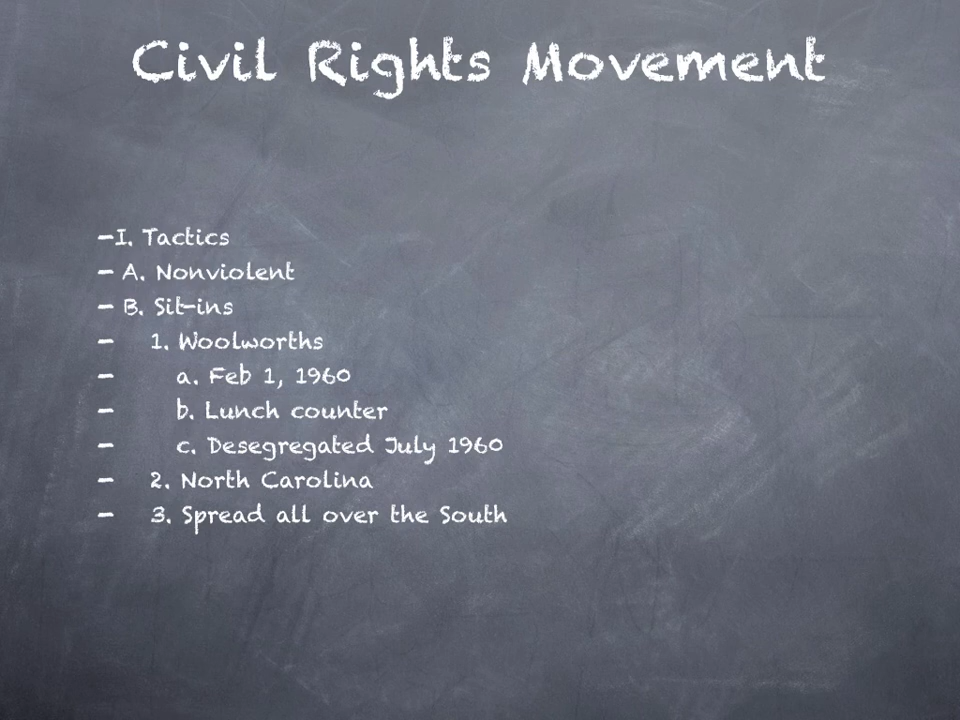 Civil Rights Movement
-I. Tactics
- A. Nonviolent
- B. Sit-ins
- 1. Woolworths
- a. Feb 1, 1960
- b. Lunch counter
- c. Desegregated July 1960
- 2. North Carolina
- 3. Spread all over the South